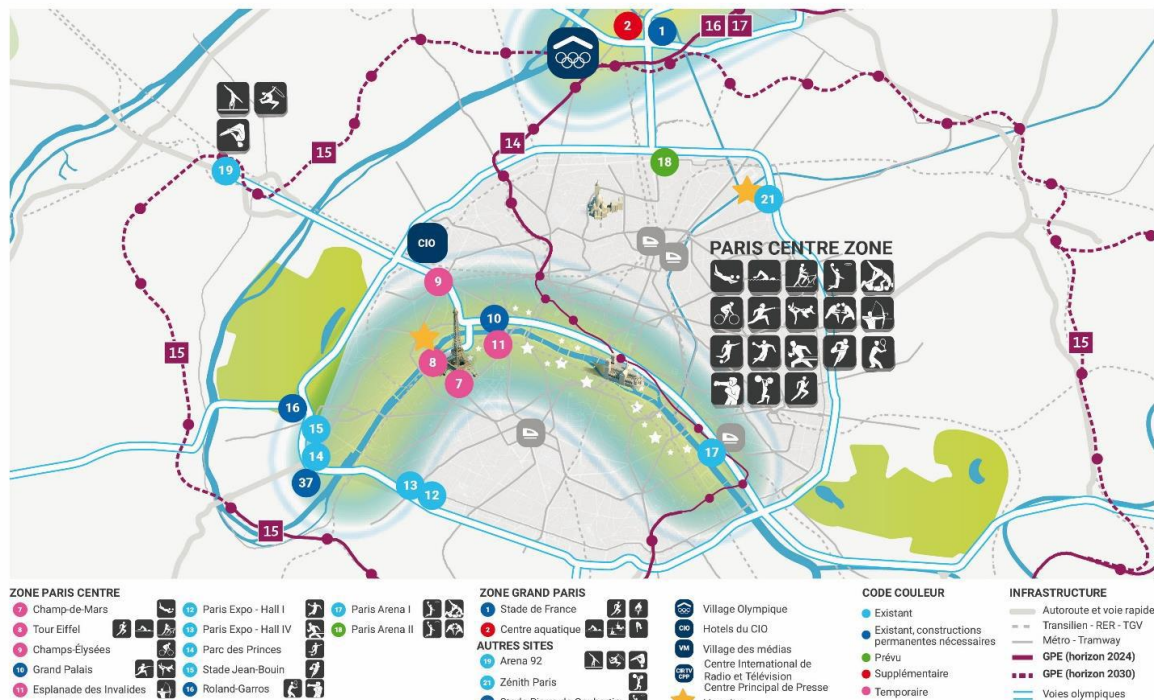 2
1
16
17
14
15
19
18
21
CIO
PARIS CENTRE ZONE
9
10
11
8
7
15
15
16
15
14
37
13
12
17
15
ZONE PARIS CENTRE
7 Champ-de-Mars
8 Tour Eiffel
9 Champs-Élysées
10 Grand Palais
11 Esplanade des Invalides
12 Paris Expo - Hall I
13 Paris Expo - Hall IV
14 Parc des Princes
15 Stade Jean-Bouin
16 Roland-Garros
17 Paris Arena I
18 Paris Arena II
ZONE GRAND PARIS
1 Stade de France
2 Centre aquatique
AUTRES SITES
19 Arena 92
21 Zénith Paris
Village Olympique
CIO Hotels du CIO
VM Village des médias
CIRTV CPP Centre International de
Radio et Télévision
Centre Principal de Presse
CODE COULEUR
Existant
Existant, constructions
permanentes nécessaires
Prévu
Supplémentaire
Temporaire
INFRASTRUCTURE
Autoroute et voie rapide
Transilien - RER - TGV
Métro - Tramway
GPE (horizon 2024)
GPE (horizon 2030)
Voies olympiques